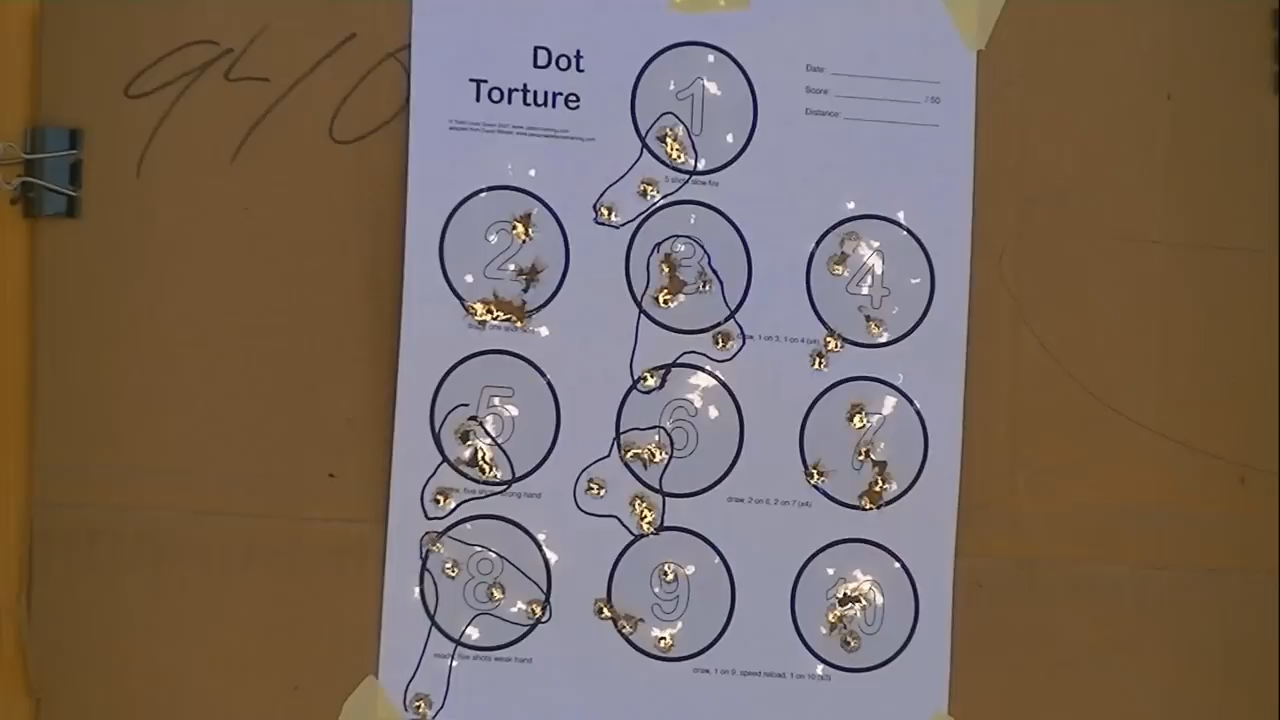 9410
Dot
Torture
Date:
Score: / 50
Distance:
1
5 shots slow fire
2
3
4
draw, 1 on 3, 1 on 4 (x4)
5
6
7
five shots strong hand
draw, 2 on 6, 2 on 7 (x4)
8
9
10
ready, five shots weak hand
draw, 1 on 9, speed reload, 1 on 10 (x3)